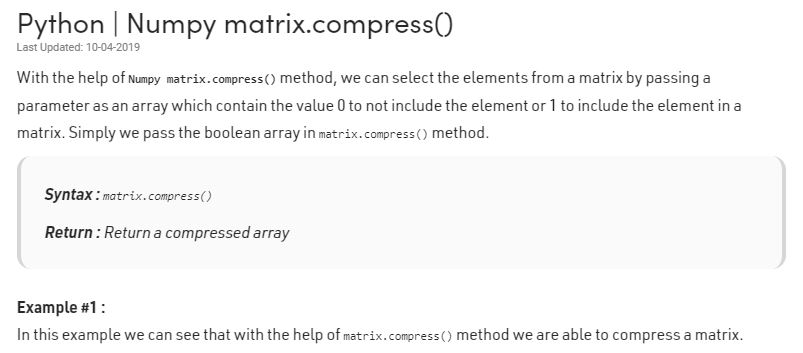 Python | Numpy matrix.compress()
Last Updated: 10-04-2019
With the help of Numpy matrix.compress() method, we can select the elements from a matrix by passing a
parameter as an array which contain the value 0 to not include the element or 1 to include the element in a
matrix. Simply we pass the boolean array in matrix.compress() method.
Syntax : matrix.compress()
Return : Return a compressed array
Example #1 :
In this example we can see that with the help of matrix.compress() method we are able to compress a matrix.